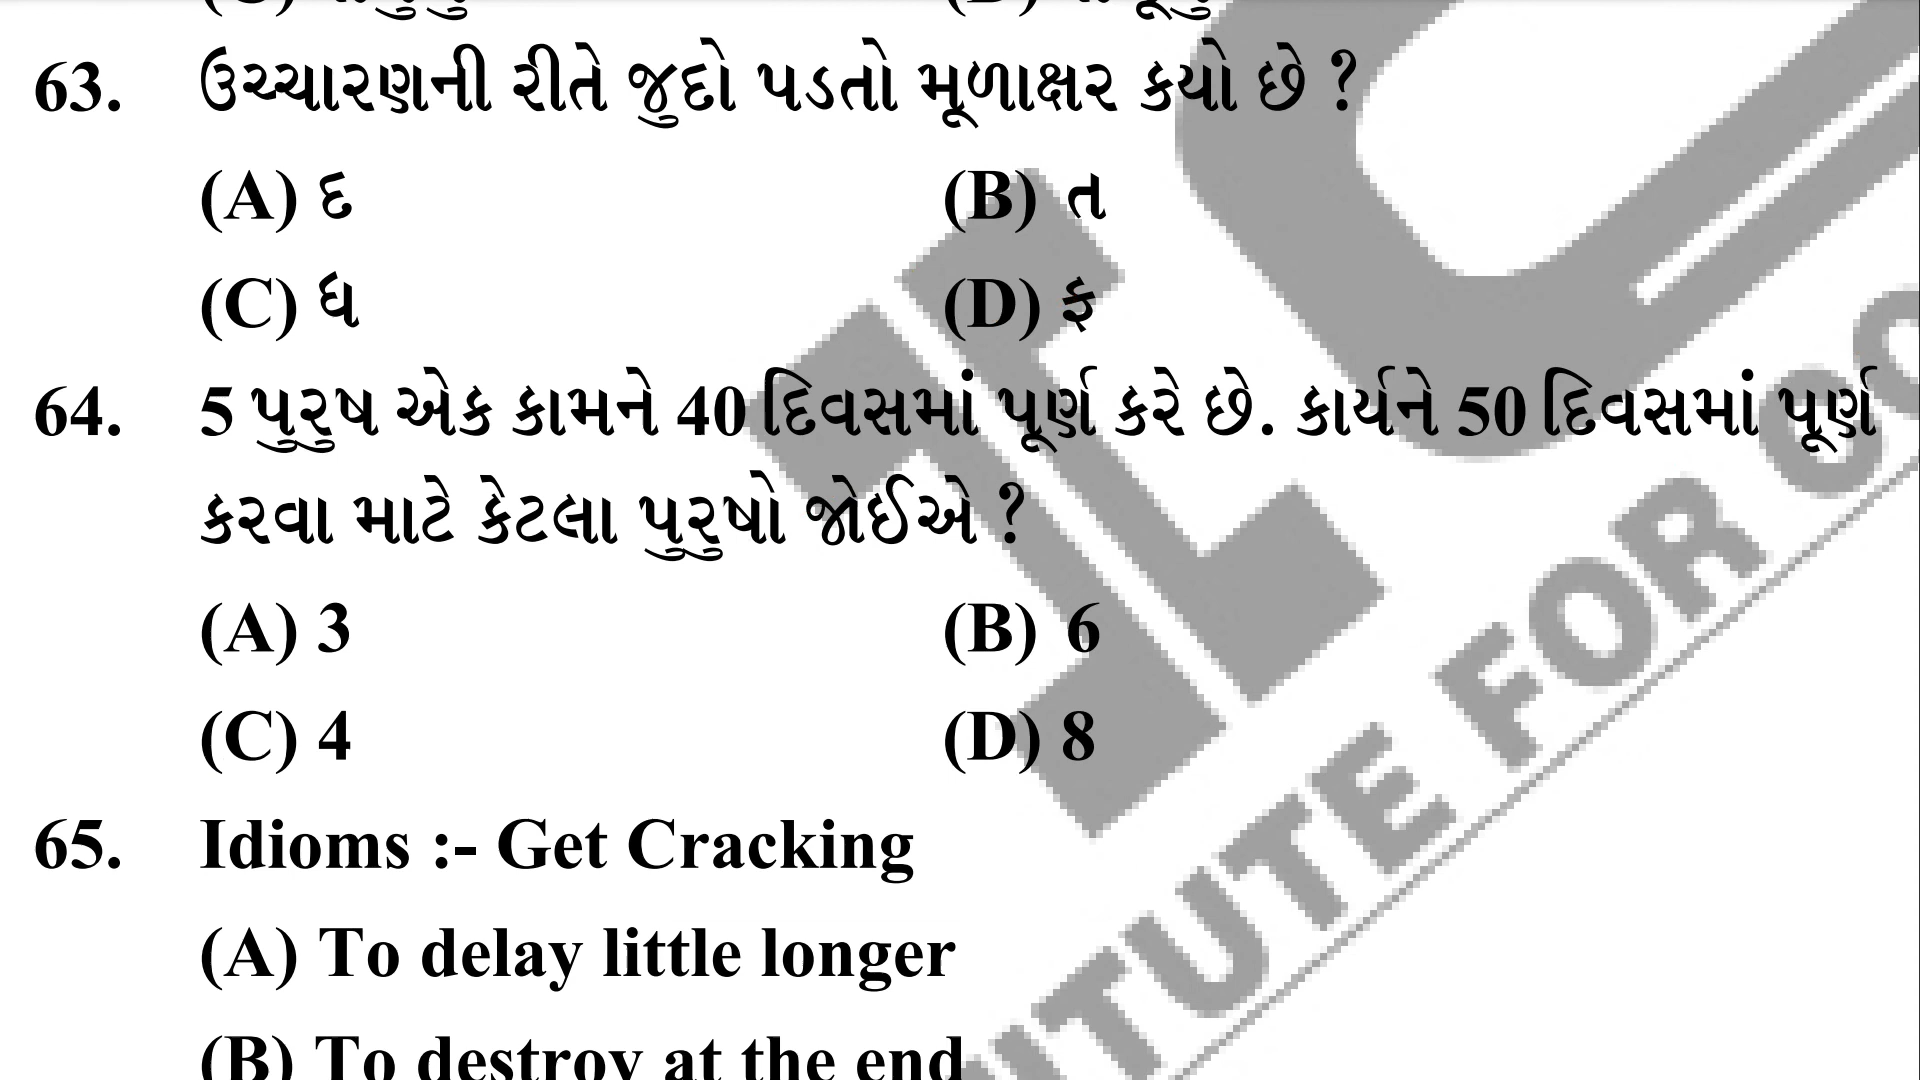 63. ઉચ્ચારણની રીતે જુદો પડતો મૂળાક્ષર કયો છે ?
(A) દ (B) ત
(C) ધ (D) ફ
64. 5 પુરુષ એક કામને 40 દિવસમાં પૂર્ણ કરે છે. કાર્યને 50 દિવસમાં પૂર્ણ
કરવા માટે કેટલા પુરુષો જોઈએ ?
(A) 3 (B) 6
(C) 4 (D) 8
65. Idioms :- Get Cracking
(A) To delay little longer
(B) To destroy at the end
TUTE FOR